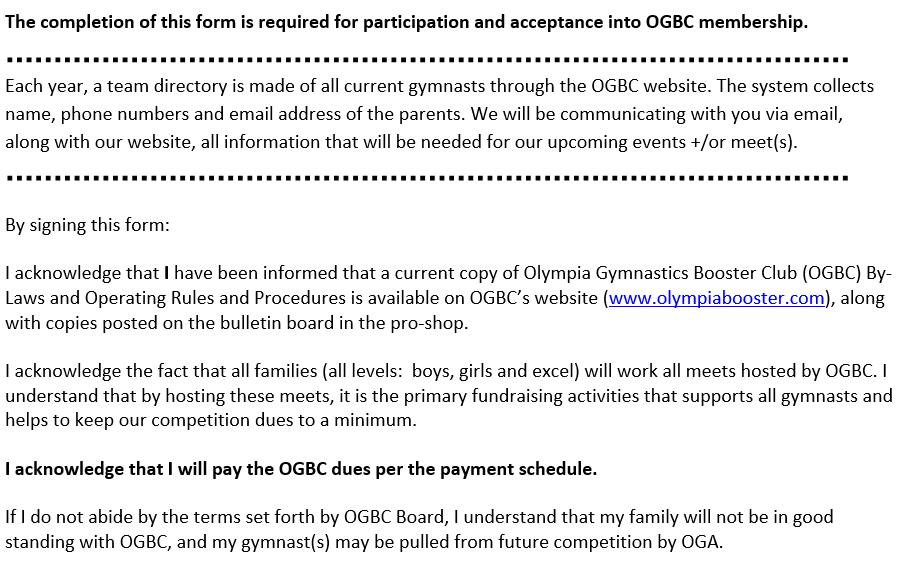 The completion of this form is required for participation and acceptance into OGBC membership.
Each year, a team directory is made of all current gymnasts through the OGBC website. The system collects
name, phone numbers and email address of the parents. We will be communicating with you via email,
along with our website, all information that will be needed for our upcoming events +/or meet(s).
By signing this form:
I acknowledge that I have been informed that a current copy of Olympia Gymnastics Booster Club (OGBC) By-
Laws and Operating Rules and Procedures is available on OGBC’s website (www.olympiabooster.com), along
with copies posted on the bulletin board in the pro-shop.
I acknowledge the fact that all families (all levels:  boys, girls and excel) will work all meets hosted by OGBC. I
understand that by hosting these meets, it is the primary fundraising activities that supports all gymnasts and
helps to keep our competition dues to a minimum.
I acknowledge that I will pay the OGBC dues per the payment schedule.
If I do not abide by the terms set forth by OGBC Board, I understand that my family will not be in good
standing with OGBC, and my gymnast(s) may be pulled from future competition by OGA.